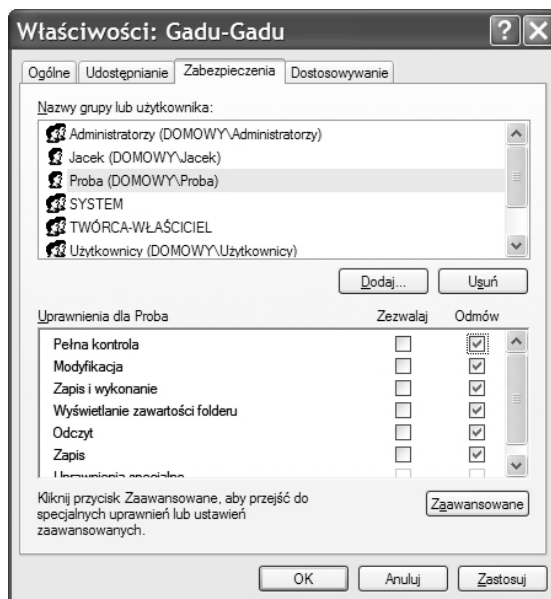 Właściwości: Gadu-Gadu
Ogólne Udostępnianie Zabezpieczenia Dostosowywanie
Nazwy grupy lub użytkownika:
Administratorzy (DOMOWY\Administratorzy)
Jacek (DOMOWY\Jacek)
Proba (DOMOWY\Proba)
SYSTEM
TWÓRCA-WŁAŚCICIEL
Użytkownicy (DOMOWY\Użytkownicy)
Dodaj... Usuń
Uprawnienia dla Proba Zezwalaj Odmów
Pełna kontrola
Modyfikacja
Zapis i wykonanie
Wyświetlanie zawartości folderu
Odczyt
Zapis
Uprawnienia specjalne
Kliknij przycisk Zaawansowane, aby przejść do
specjalnych uprawnień lub ustawień
zaawansowanych.
Zaawansowane
OK Anuluj Zastosuj